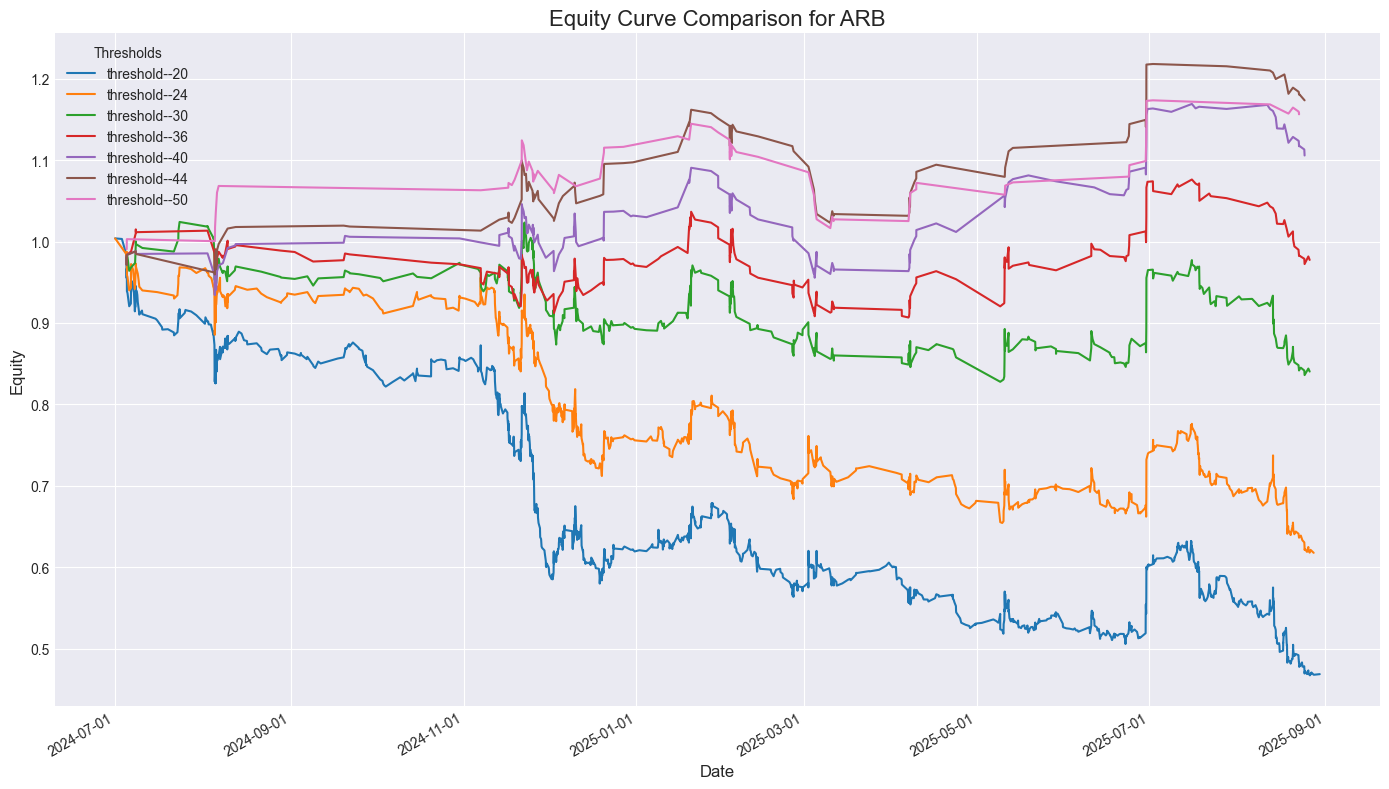 Equity Curve Comparison for ARB
Thresholds
threshold--20
threshold--24
threshold--30
threshold--36
threshold--40
threshold--44
threshold--50
1.2
1.1
1.0
0.9
0.8
0.7
0.6
0.5
Equity
2024-07-01
2024-09-01
2024-11-01
2025-01-01
2025-03-01
2025-05-01
2025-07-01
2025-09-01
Date